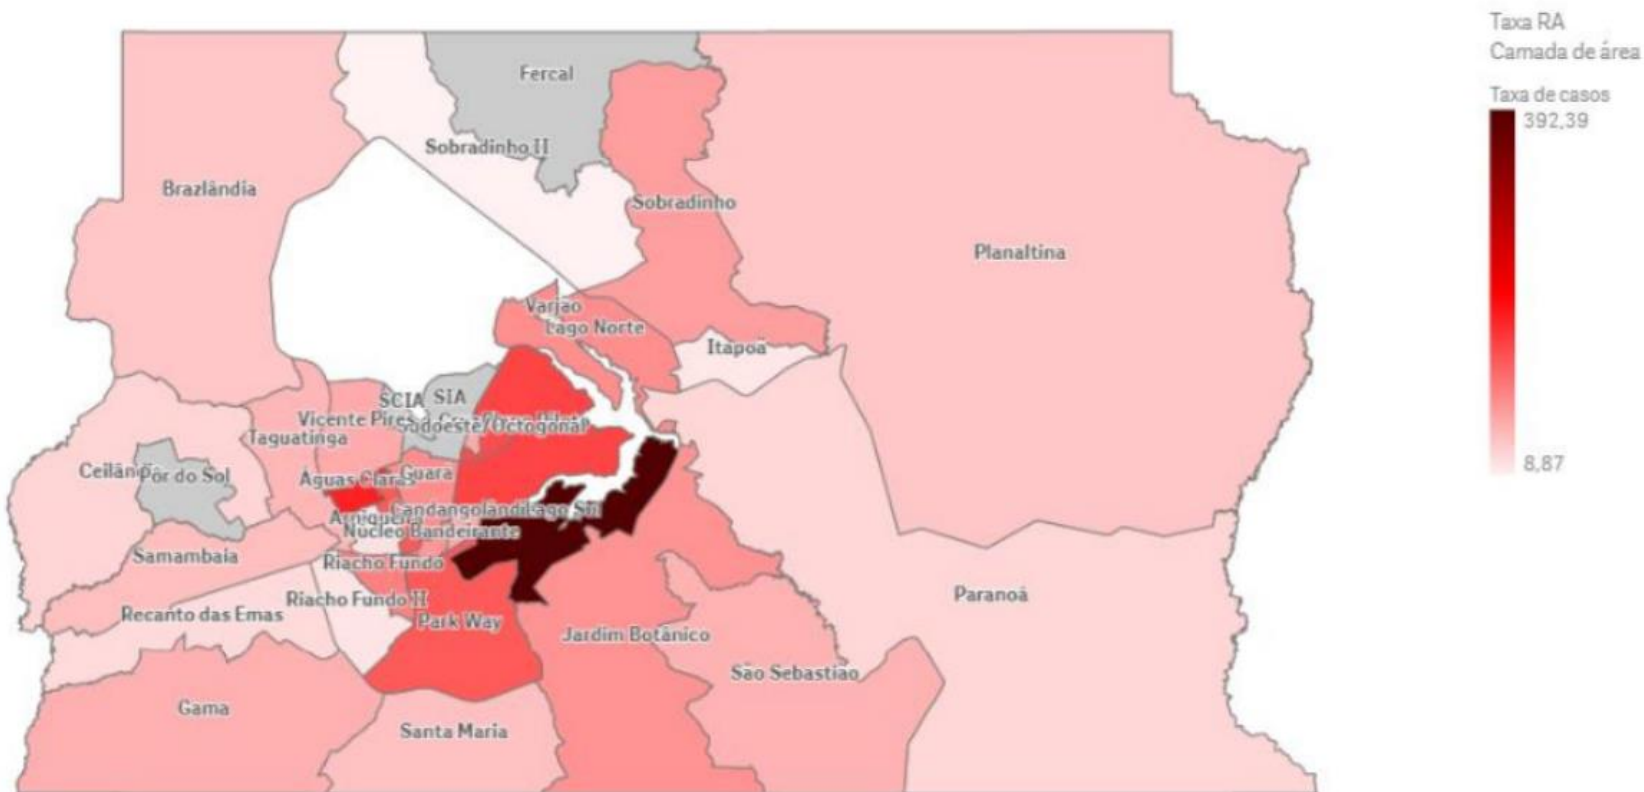 Taxa RA
Camada de área
Taxa de casos
392,39
8,87
Fercal
Sobradinho II
Brazlândia
Sobradinho
Planaltina
Varjão
Lago Norte
Itapoã
SCIA
SIA
Vicente Pires
Sudoeste/Octogonal
Taguatinga
Ceilân
Pôr do Sol
Águas Claras
Guara
Candangolândi
Lago Sul
Núcleo Bandeirante
Samambaia
Riacho Fundo
Riacho Fundo II
Recanto das Emas
Park Way
Paranoá
Jardim Botânico
São Sebastião
Gama
Santa Maria